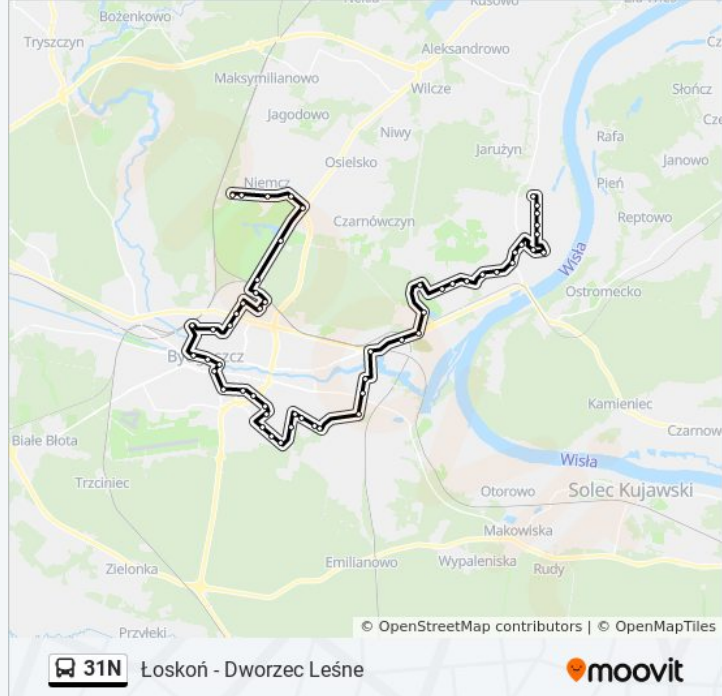 Bożenkowo
Kusowo
Tryszczyn
Aleksandrowo
Maksymilianowo
Wilcze
Słończ
Jagodowo
Niwy
Rafa
Jarużyn
Osielsko
Janowo
Niemcz
Pień
Czarnówczyn
Reptowo
Wisła
Ostromecko
Kamieniec
Białe Błota
Czarnow
Wisła
Trzciniec
Otorowo
Solec Kujawski
Makowiska
Emilianowo
Wypaleniska
Rudy
Zielonka
Przyłęki
© OpenStreetMap contributors | © OpenMapTiles
31N
Łoskoń - Dworzec Leśne
moovit